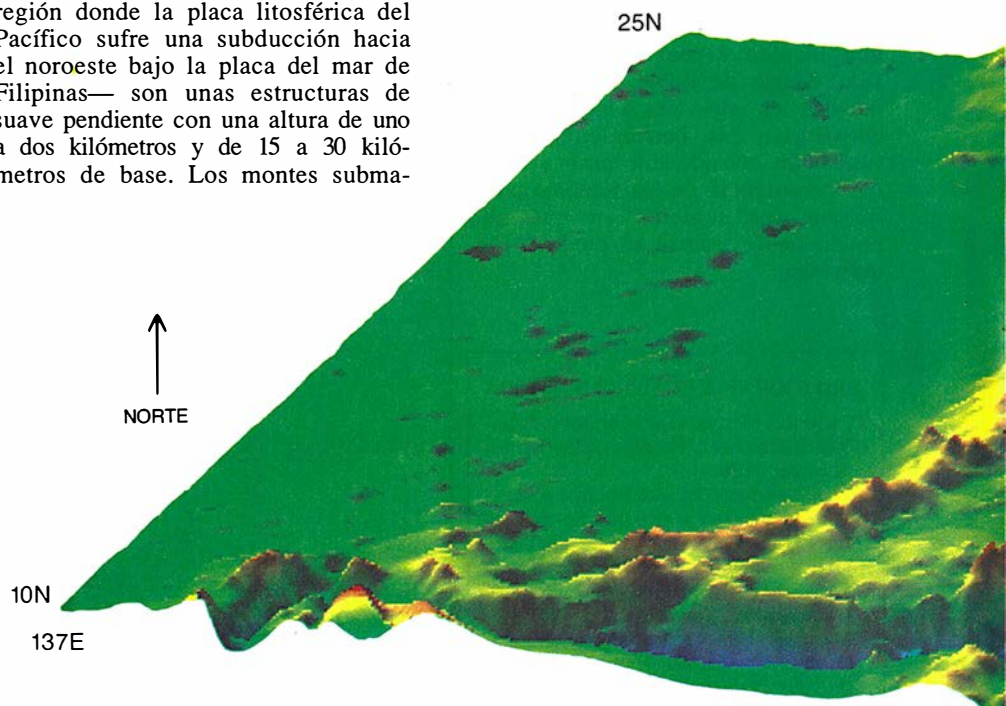 región donde la placa litosférica del
Pacífico sufre una subducción hacia
el noroeste bajo la placa del mar de
Filipinas— son unas estructuras de
suave pendiente con una altura de uno
a dos kilómetros y de 15 a 30 kiló-
metros de base. Los montes subma-
25N
NORTE
10N
137E